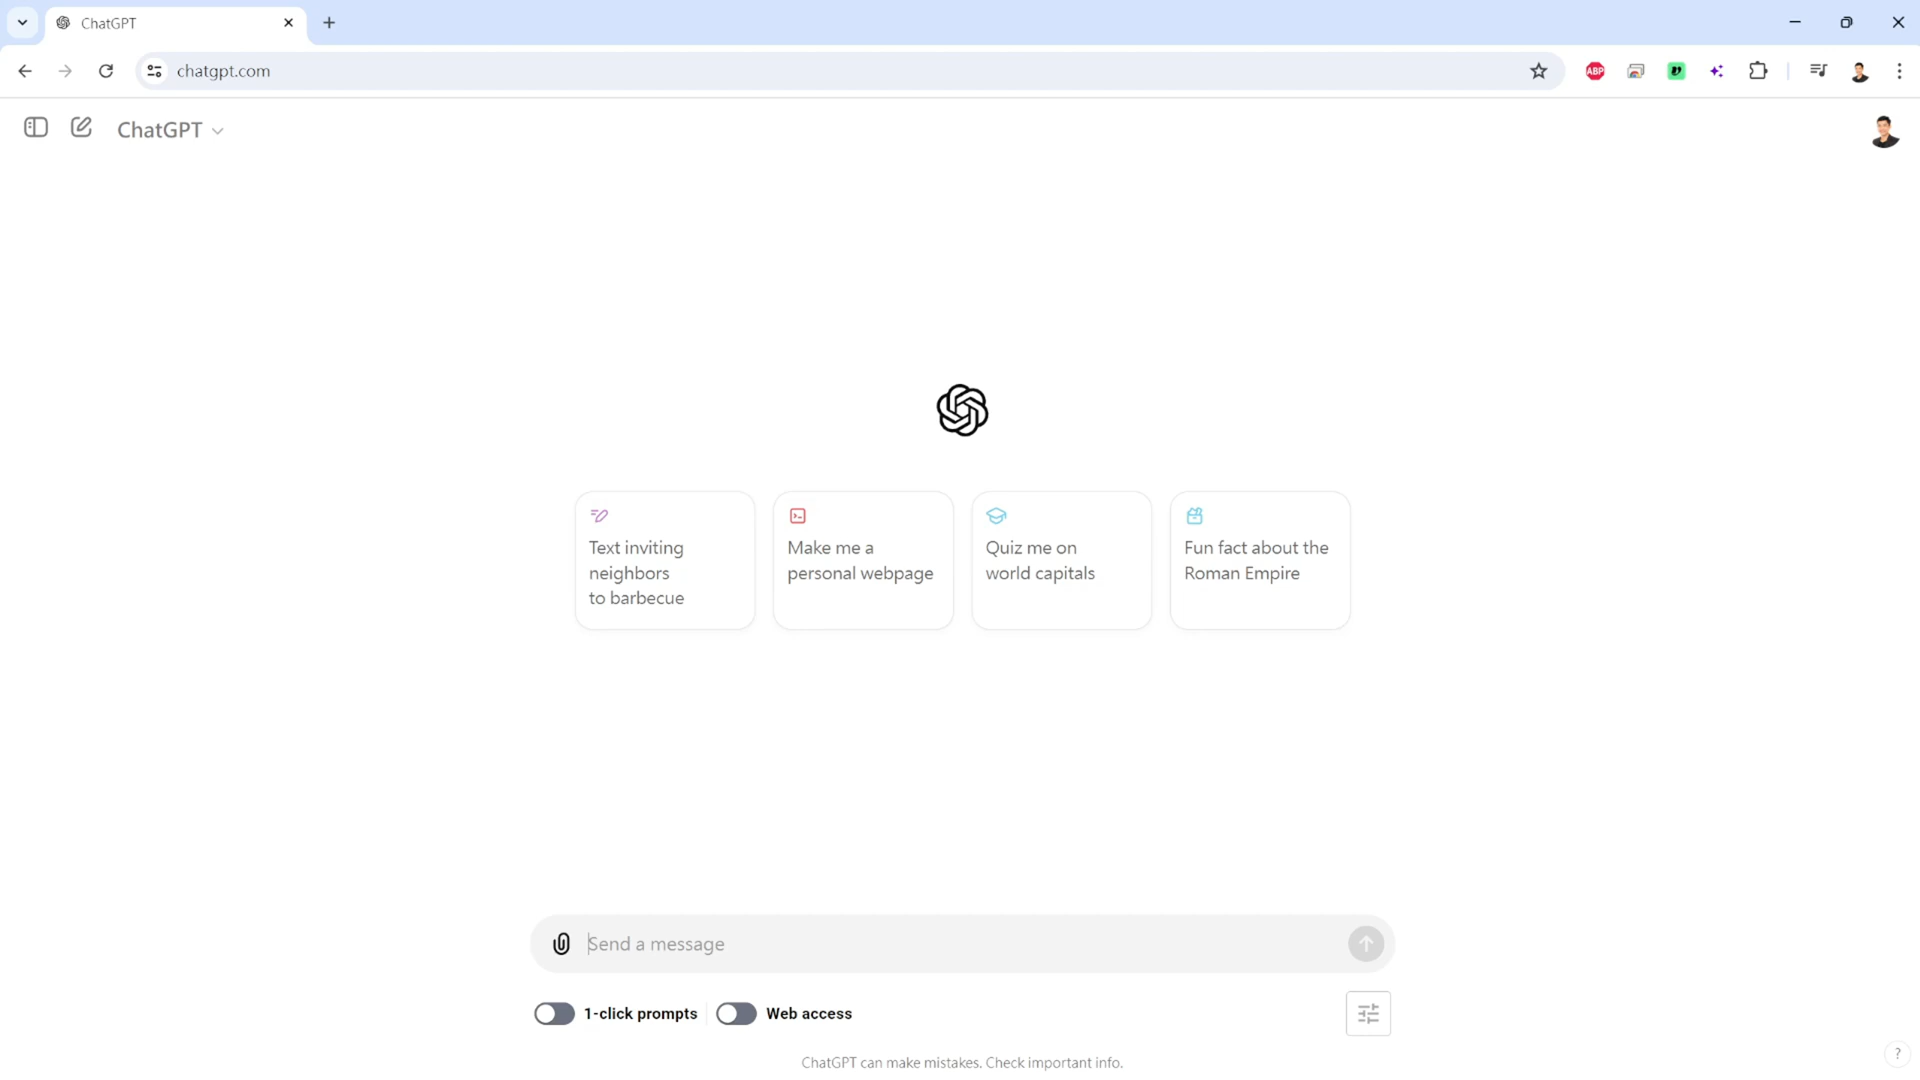 ChatGPT
chatgpt.com
ABP
ChatGPT
Text inviting
neighbors
to barbecue
Make me a
personal webpage
Quiz me on
world capitals
Fun fact about the
Roman Empire
Send a message
1-click prompts
Web access
ChatGPT can make mistakes. Check important info.
?